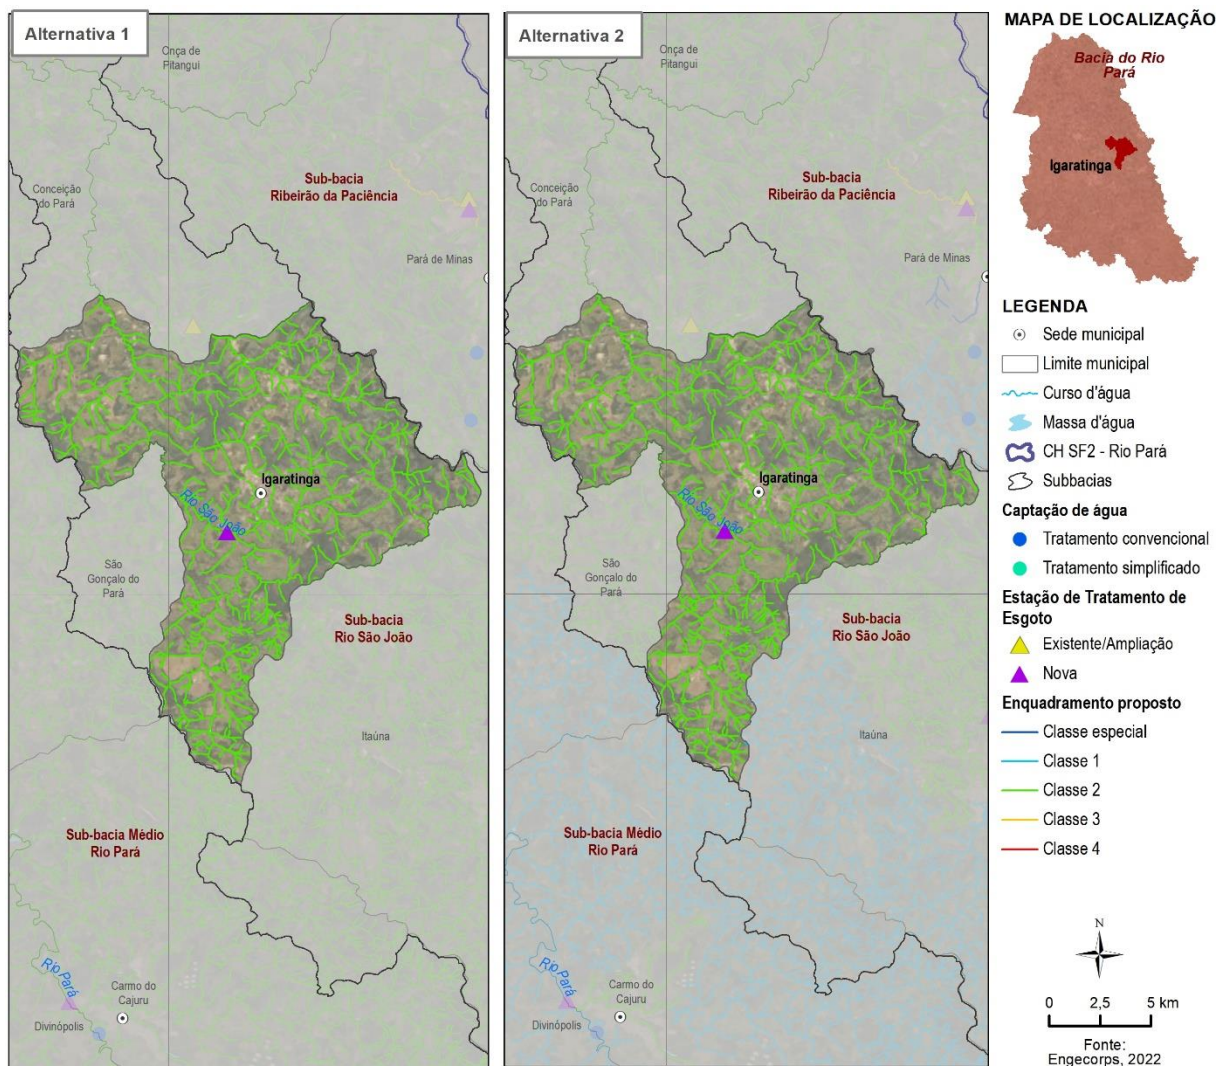 Alternativa 1
Onça de
Pitangui
Sub-bacia
Ribeirão da Paciência
Conceição
do Pará
Pará de Minas
Igaratinga
Rio São João
São
Gonçalo do
Pará
Sub-bacia
Rio São João
Itaúna
Sub-bacia Médio
Rio Pará
Rio Pará
Carmo do
Cajuru
Divinópolis
Alternativa 2
Onça de
Pitangui
Sub-bacia
Ribeirão da Paciência
Conceição
do Pará
Pará de Minas
Igaratinga
Rio São João
São
Gonçalo do
Pará
Sub-bacia
Rio São João
Itaúna
Sub-bacia Médio
Rio Pará
Rio Pará
Carmo do
Cajuru
Divinópolis
MAPA DE LOCALIZAÇÃO
Bacia do Rio
Pará
Igaratinga
LEGENDA
Sede municipal
Limite municipal
Curso d'água
Massa d'água
CH SF2 - Rio Pará
Subbacias
Captação de água
Tratamento convencional
Tratamento simplificado
Estação de Tratamento de
Esgoto
Existente/Ampliação
Nova
Enquadramento proposto
Classe especial
Classe 1
Classe 2
Classe 3
Classe 4
N
0 2,5 5 km
Fonte:
Engecorps, 2022